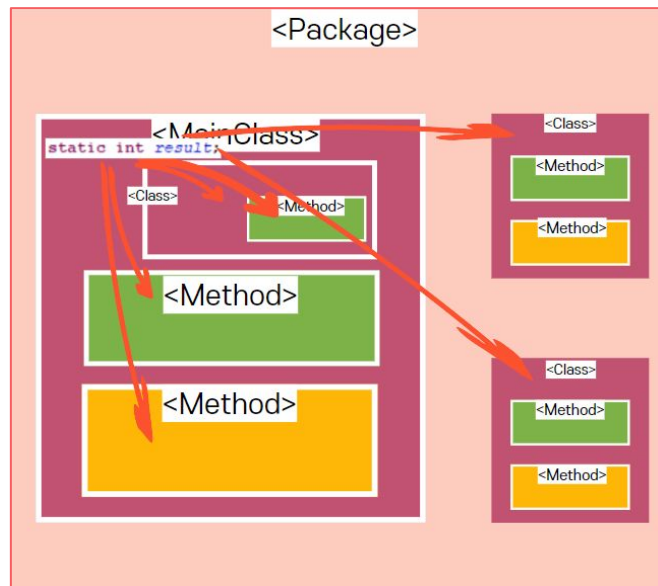 <Package>
<MainClass>
static int result;
<Class>
<Method>
<Method>
<Method>
<Class>
<Method>
<Method>
<Class>
<Method>
<Method>